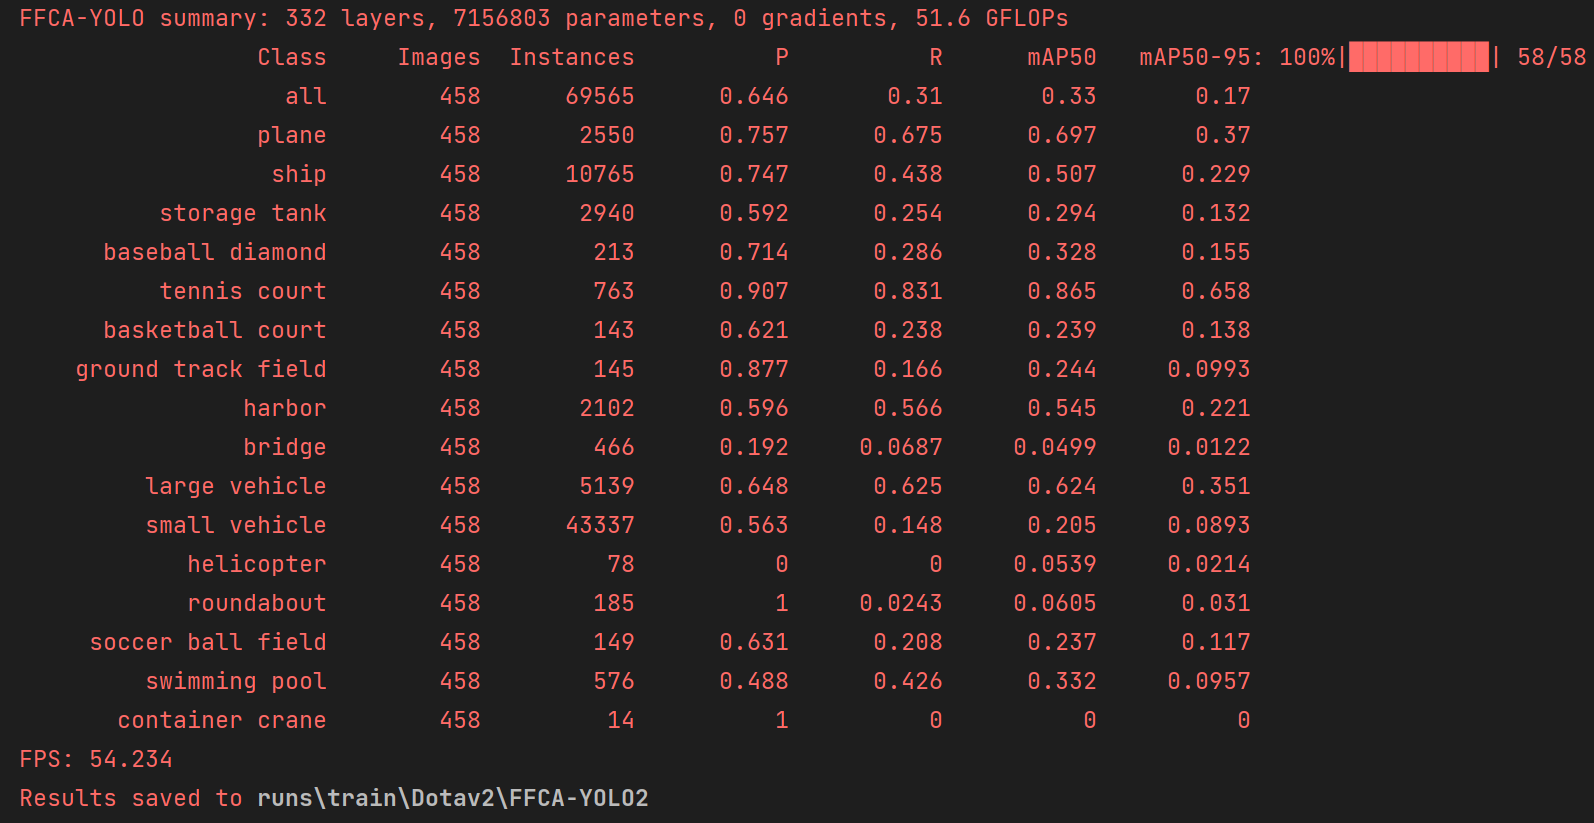 FFCA-YOLO summary: 332 layers, 7156803 parameters, 0 gradients, 51.6 GFLOPs
Class Images Instances P R mAP50 mAP50-95: 100%|██████████| 58/58
all 458 69565 0.646 0.31 0.33 0.17
plane 458 2550 0.757 0.675 0.697 0.37
ship 458 10765 0.747 0.438 0.507 0.229
storage tank 458 2940 0.592 0.254 0.294 0.132
baseball diamond 458 213 0.714 0.286 0.328 0.155
tennis court 458 763 0.907 0.831 0.865 0.658
basketball court 458 143 0.621 0.238 0.239 0.138
ground track field 458 145 0.877 0.166 0.244 0.0993
harbor 458 2102 0.596 0.566 0.545 0.221
bridge 458 466 0.192 0.0687 0.0499 0.0122
large vehicle 458 5139 0.648 0.625 0.624 0.351
small vehicle 458 43337 0.563 0.148 0.205 0.0893
helicopter 458 78 0 0 0.0539 0.0214
roundabout 458 185 1 0.0243 0.0605 0.031
soccer ball field 458 149 0.631 0.208 0.237 0.117
swimming pool 458 576 0.488 0.426 0.332 0.0957
container crane 458 14 1 0 0 0
FPS: 54.234
Results saved to runs\train\Dotav2\FFCA-YOLO2